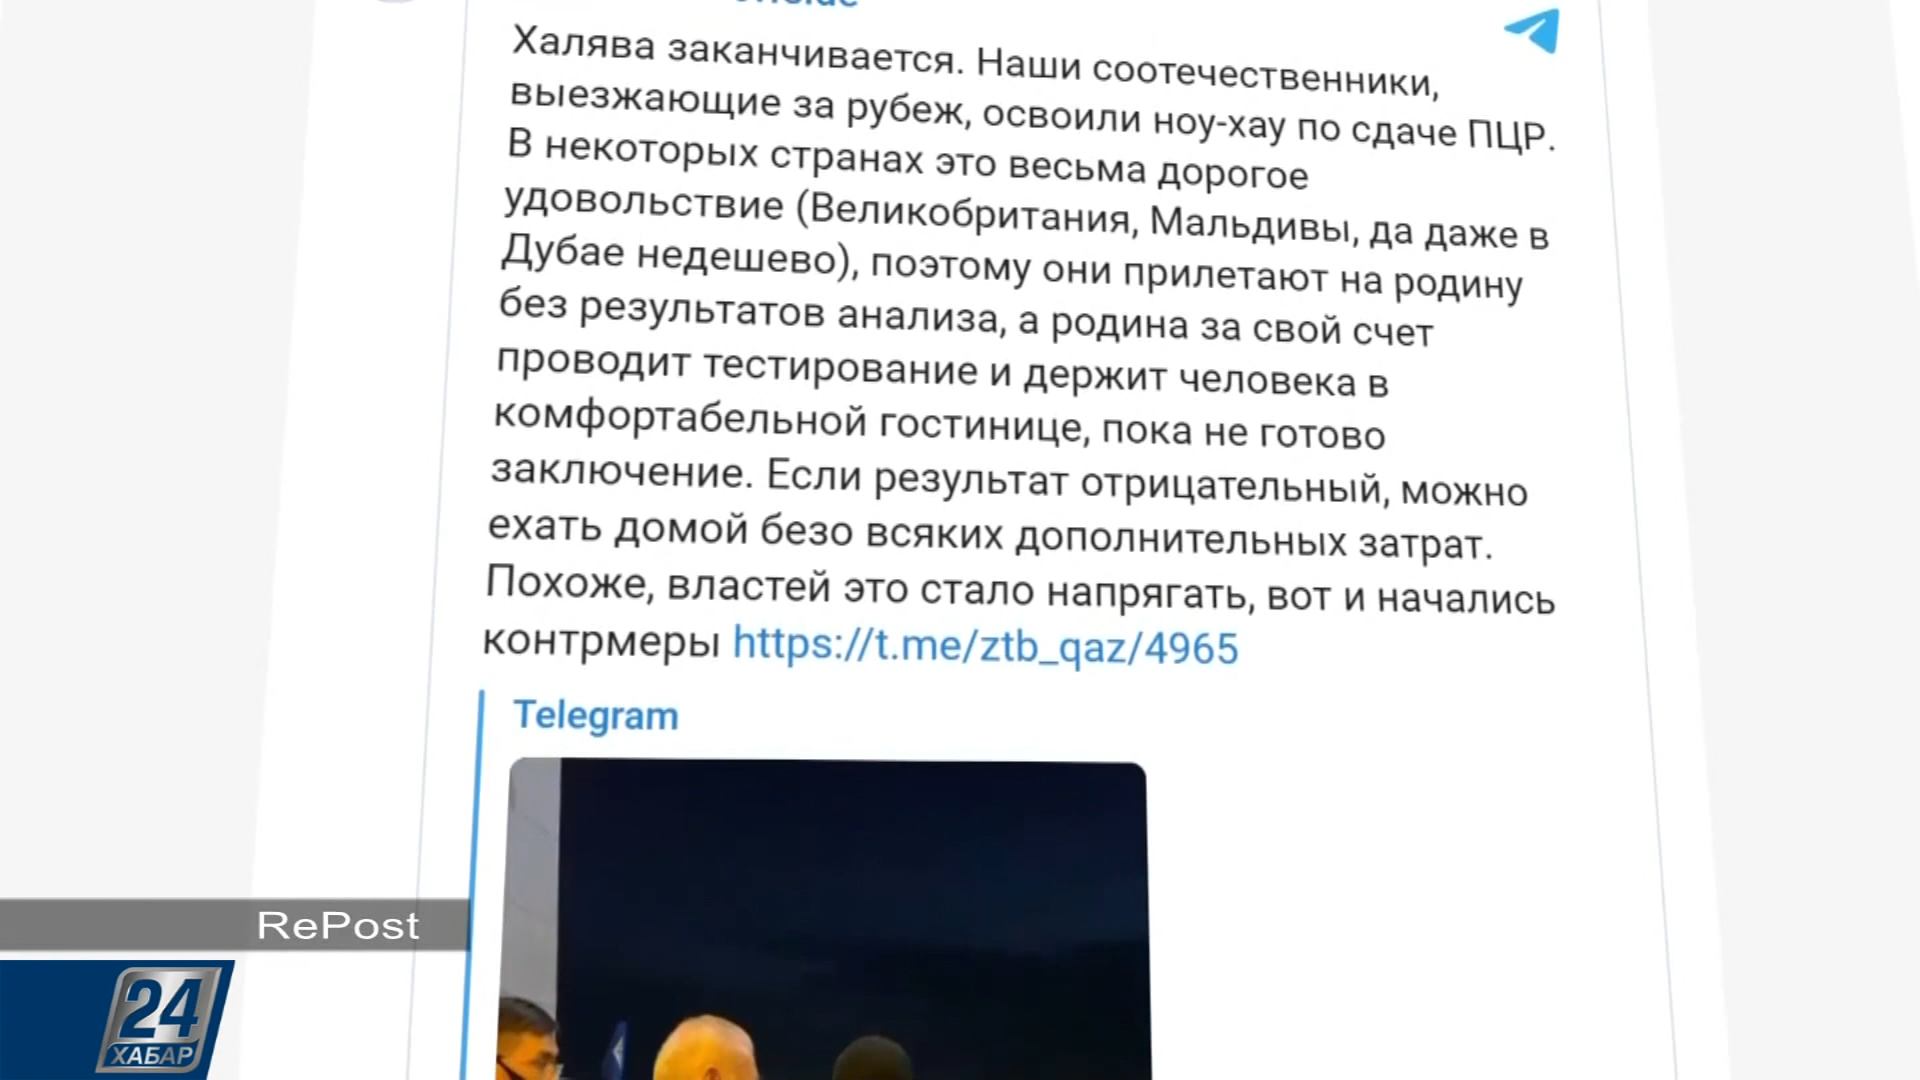 Халява заканчивается. Наши соотечественники,
выезжающие за рубеж, освоили ноу-хау по сдаче ПЦР.
В некоторых странах это весьма дорогое
удовольствие (Великобритания, Мальдивы, да даже в
Дубае недешево), поэтому они прилетают на родину
без результатов анализа, а родина за свой счет
проводит тестирование и держит человека в
комфортабельной гостинице, пока не готово
заключение. Если результат отрицательный, можно
ехать домой безо всяких дополнительных затрат.
Похоже, властей это стало напрягать, вот и начались
контрмеры https://t.me/ztb_qaz/4965
Telegram
RePost
24
ХАБАР